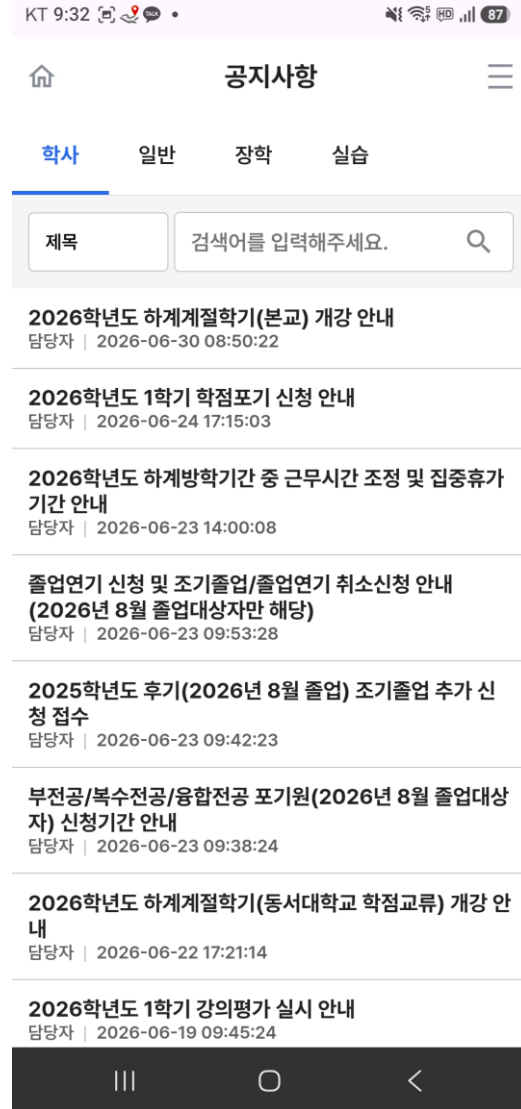 KT 9:32
HD 87
공지사항
학사 일반 장학 실습
제목 검색어를 입력해주세요.
2026학년도 하계계절학기(본교) 개강 안내
담당자 | 2026-06-30 08:50:22
2026학년도 1학기 학점포기 신청 안내
담당자 | 2026-06-24 17:15:03
2026학년도 하계방학기간 중 근무시간 조정 및 집중휴가
기간 안내
담당자 | 2026-06-23 14:00:08
졸업연기 신청 및 조기졸업/졸업연기 취소신청 안내
(2026년 8월 졸업대상자만 해당)
담당자 | 2026-06-23 09:53:28
2025학년도 후기(2026년 8월 졸업) 조기졸업 추가 신
청 접수
담당자 | 2026-06-23 09:42:23
부전공/복수전공/융합전공 포기원(2026년 8월 졸업대상
자) 신청기간 안내
담당자 | 2026-06-23 09:38:24
2026학년도 하계계절학기(동서대학교 학점교류) 개강 안
내
담당자 | 2026-06-22 17:21:14
2026학년도 1학기 강의평가 실시 안내
담당자 | 2026-06-19 09:45:24